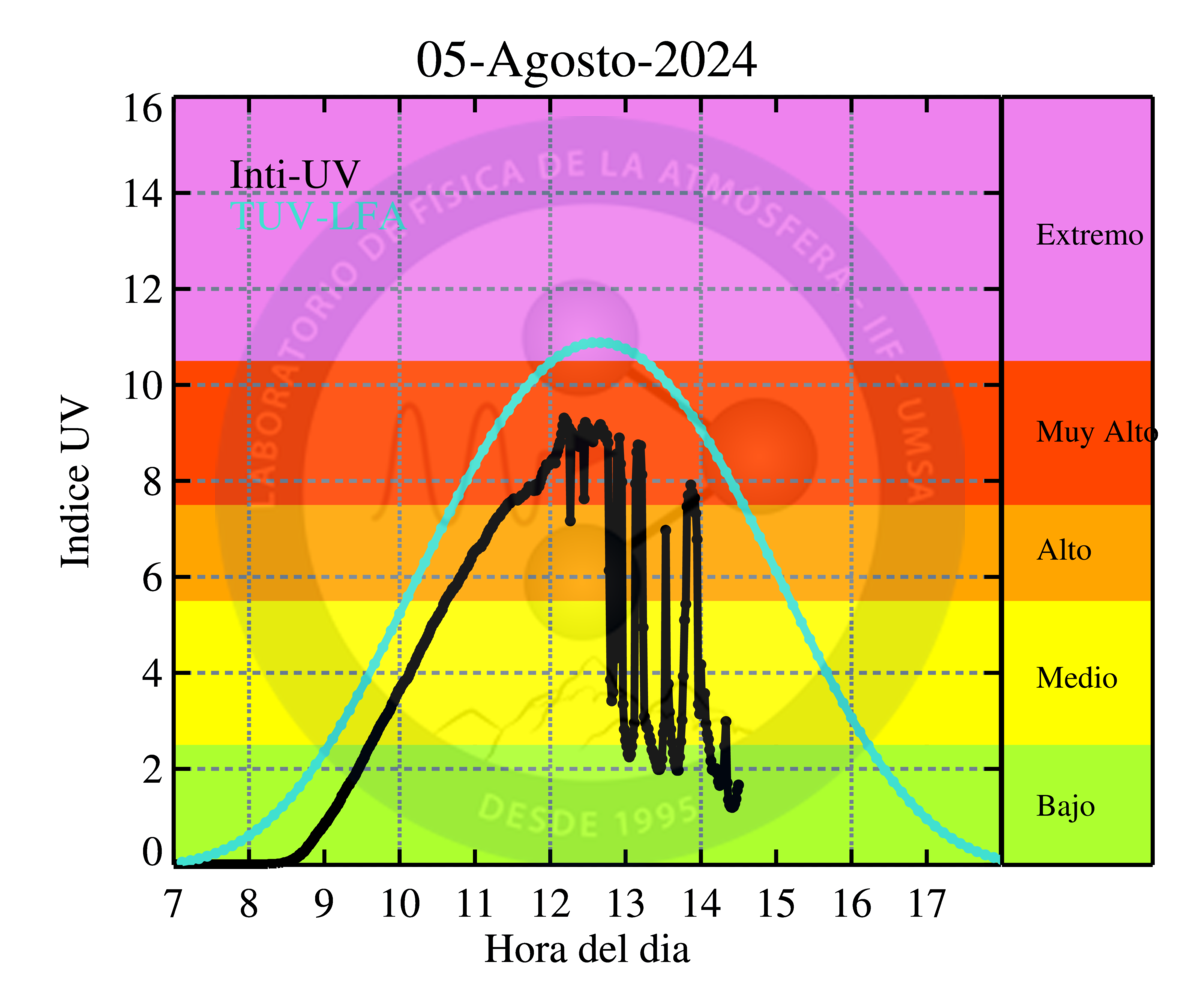 05-Agosto-2024
16
14
12
10
8
6
4
2
0
Indice UV
Inti-UV
TUV-LFA
LABORATORIO DE FÍSICA DE LA ATMÓSFERA - IIF - UMSA
DESDE 1995
Extremo
Muy Alto
Alto
Medio
Bajo
7 8 9 10 11 12 13 14 15 16 17
Hora del dia